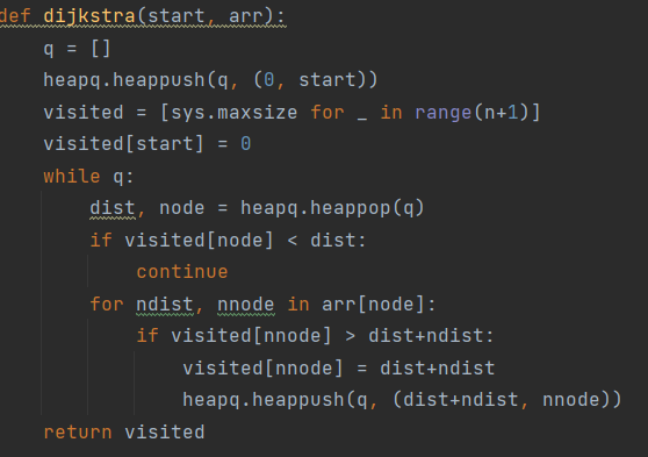 def dijkstra(start, arr):
    q = []
    heapq.heappush(q, (0, start))
    visited = [sys.maxsize for _ in range(n+1)]
    visited[start] = 0
    while q:
        dist, node = heapq.heappop(q)
        if visited[node] < dist:
            continue
        for ndist, nnode in arr[node]:
            if visited[nnode] > dist+ndist:
                visited[nnode] = dist+ndist
                heapq.heappush(q, (dist+ndist, nnode))
    return visited